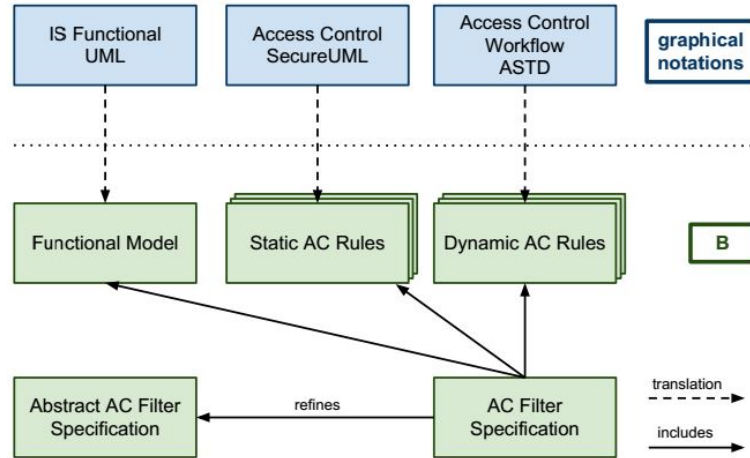 IS Functional
UML
Access Control
SecureUML
Access Control
Workflow
ASTD
graphical
notations
Functional Model
Static AC Rules
Dynamic AC Rules
B
Abstract AC Filter
Specification
refines
AC Filter
Specification
translation
includes